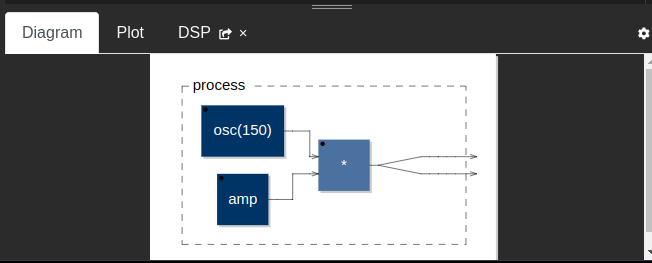 Diagram Plot DSP ×
process
osc(150)
*
amp